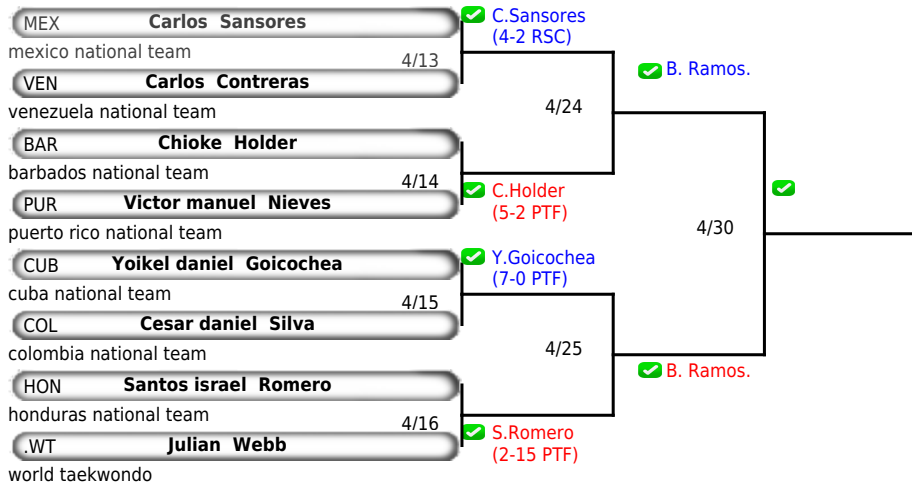 MEX Carlos Sansores
mexico national team
4/13
VEN Carlos Contreras
venezuela national team
C.Sansores
(4-2 RSC)
BAR Chioke Holder
barbados national team
4/14
PUR Victor manuel Nieves
puerto rico national team
C.Holder
(5-2 PTF)
4/24
B. Ramos.
CUB Yoikel daniel Goicochea
cuba national team
4/15
COL Cesar daniel Silva
colombia national team
Y.Goicochea
(7-0 PTF)
HON Santos israel Romero
honduras national team
4/16
.WT Julian Webb
world taekwondo
S.Romero
(2-15 PTF)
4/25
B. Ramos.
4/30